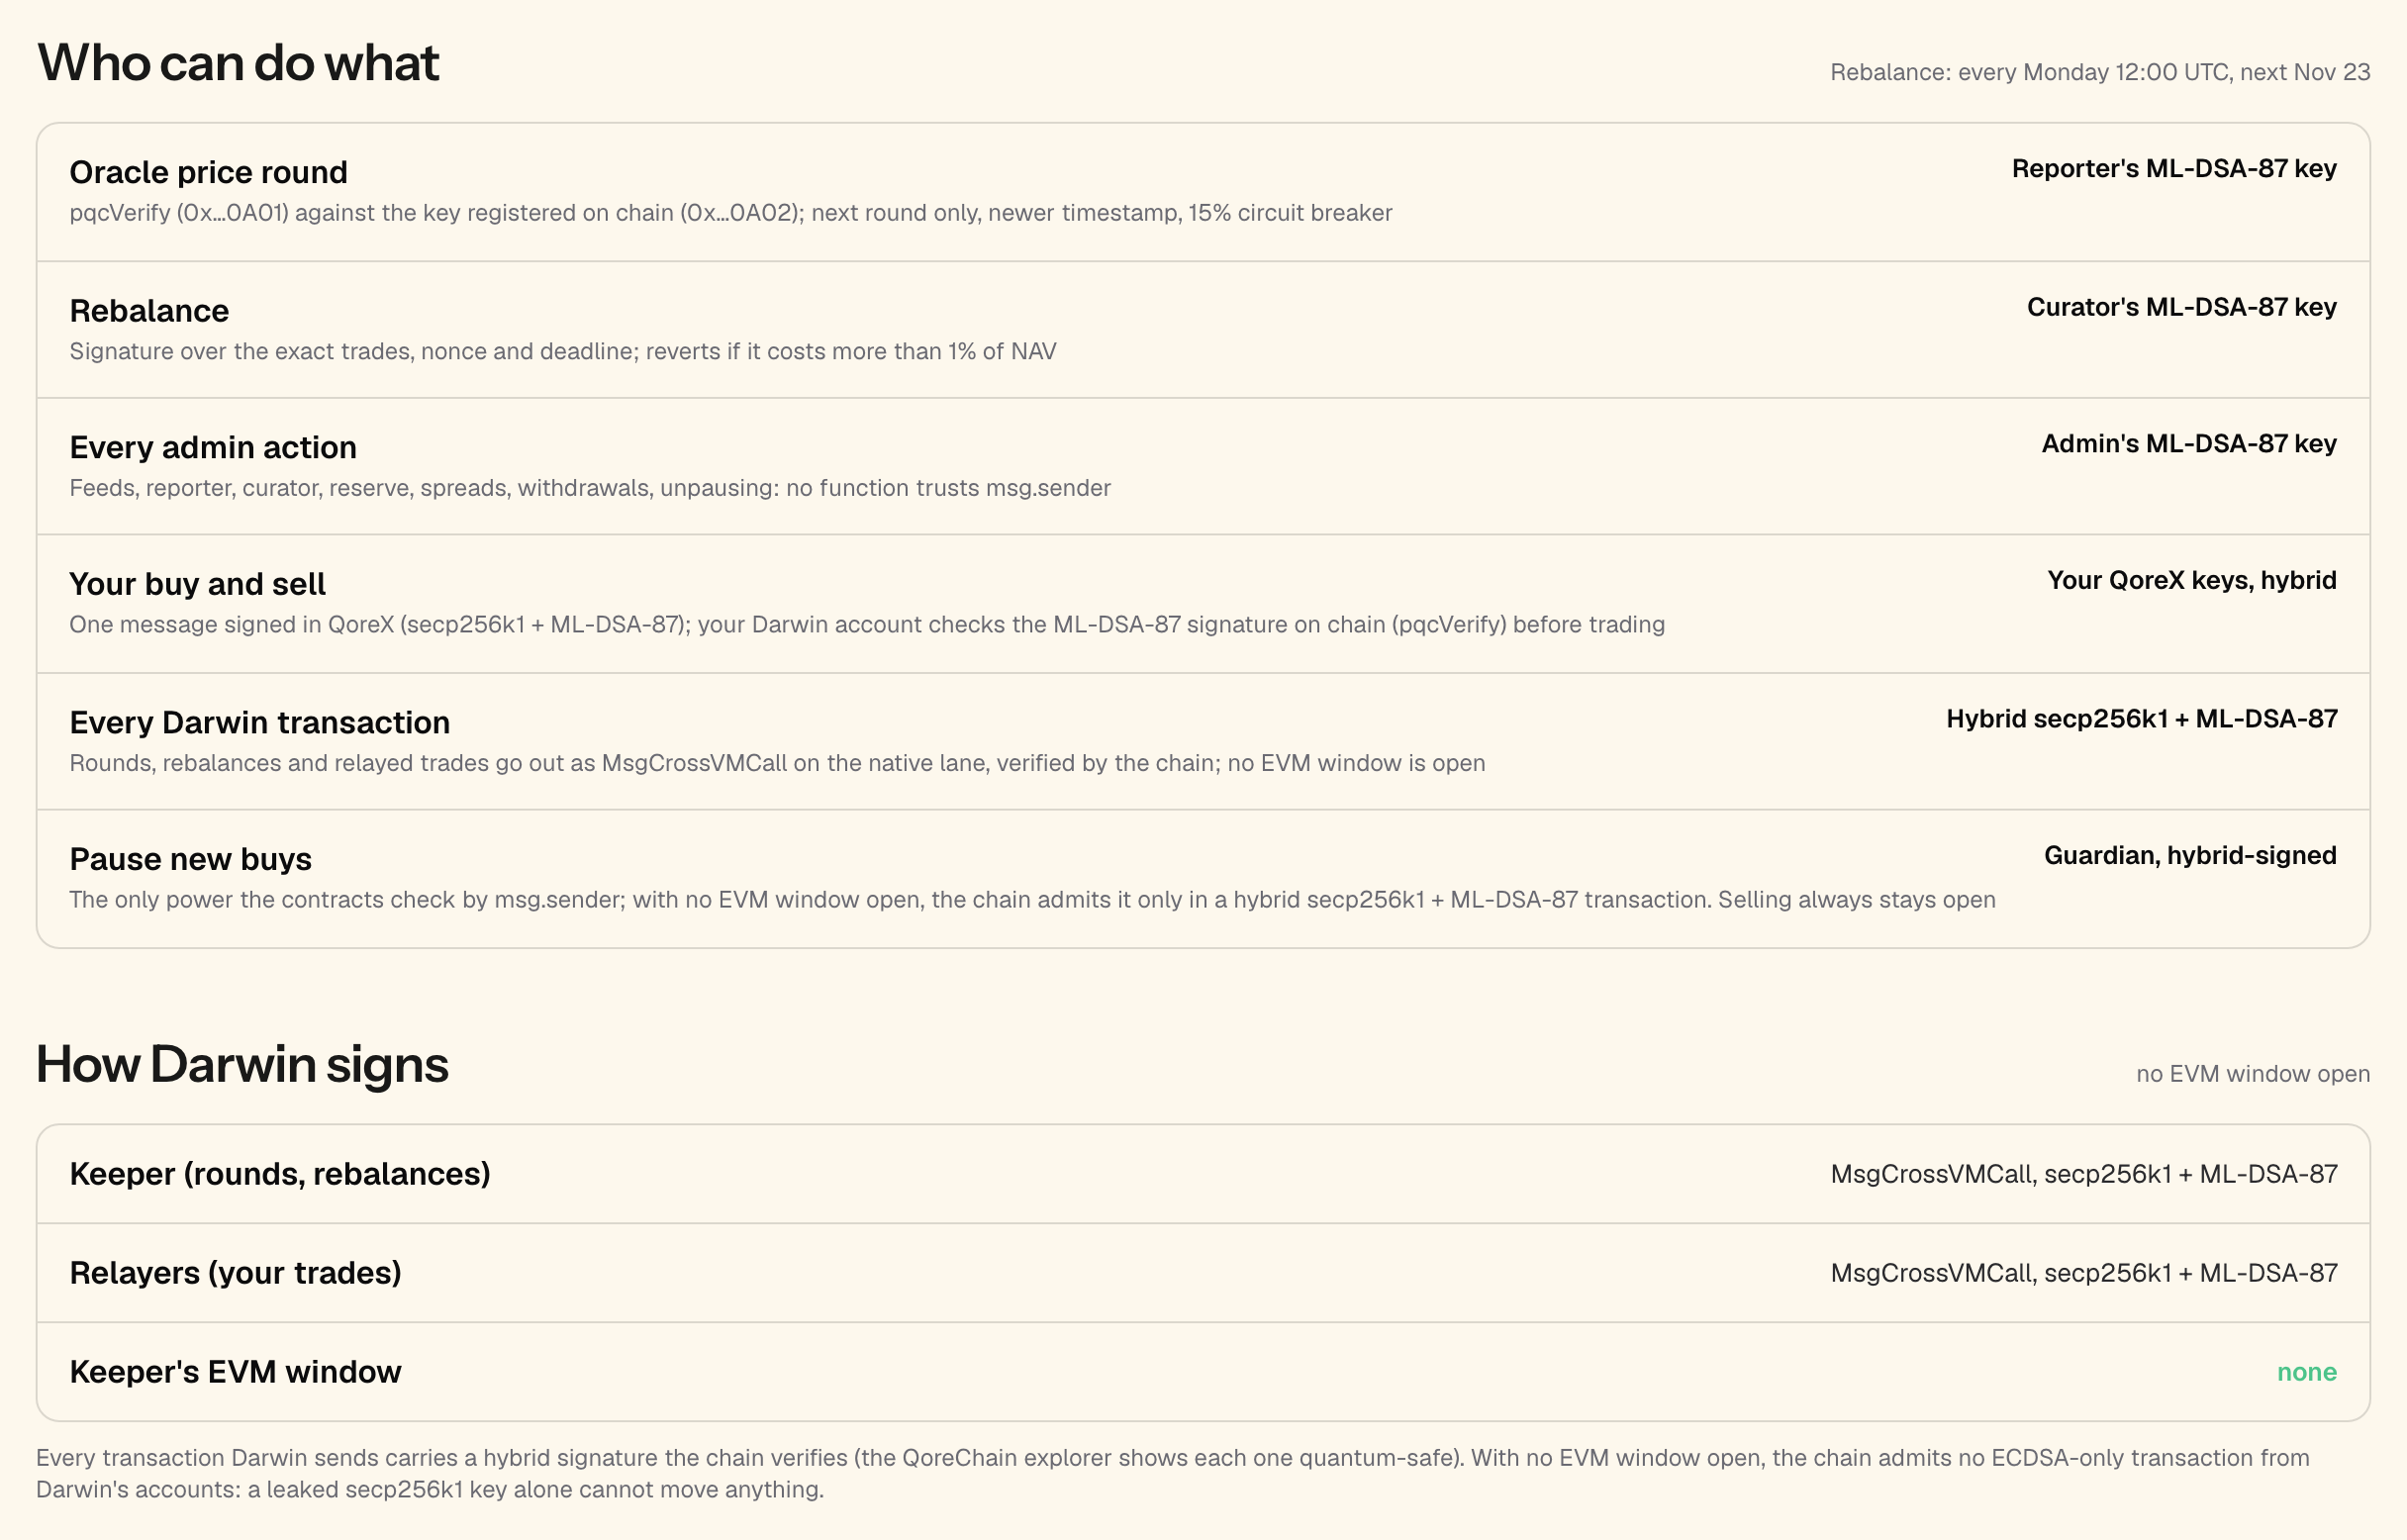 Who can do what
Rebalance: every Monday 12:00 UTC, next Nov 23
Oracle price round
Reporter's ML-DSA-87 key
pqcVerify (0x...0A01) against the key registered on chain (0x...0A02); next round only, newer timestamp, 15% circuit breaker
Rebalance
Curator's ML-DSA-87 key
Signature over the exact trades, nonce and deadline; reverts if it costs more than 1% of NAV
Every admin action
Admin's ML-DSA-87 key
Feeds, reporter, curator, reserve, spreads, withdrawals, unpausing: no function trusts msg.sender
Your buy and sell
Your QoreX keys, hybrid
One message signed in QoreX (secp256k1 + ML-DSA-87); your Darwin account checks the ML-DSA-87 signature on chain (pqcVerify) before trading
Every Darwin transaction
Hybrid secp256k1 + ML-DSA-87
Rounds, rebalances and relayed trades go out as MsgCrossVMCall on the native lane, verified by the chain; no EVM window is open
Pause new buys
Guardian, hybrid-signed
The only power the contracts check by msg.sender; with no EVM window open, the chain admits it only in a hybrid secp256k1 + ML-DSA-87 transaction. Selling always stays open
How Darwin signs
no EVM window open
Keeper (rounds, rebalances)
MsgCrossVMCall, secp256k1 + ML-DSA-87
Relayers (your trades)
MsgCrossVMCall, secp256k1 + ML-DSA-87
Keeper's EVM window
none
Every transaction Darwin sends carries a hybrid signature the chain verifies (the QoreChain explorer shows each one quantum-safe). With no EVM window open, the chain admits no ECDSA-only transaction from
Darwin's accounts: a leaked secp256k1 key alone cannot move anything.